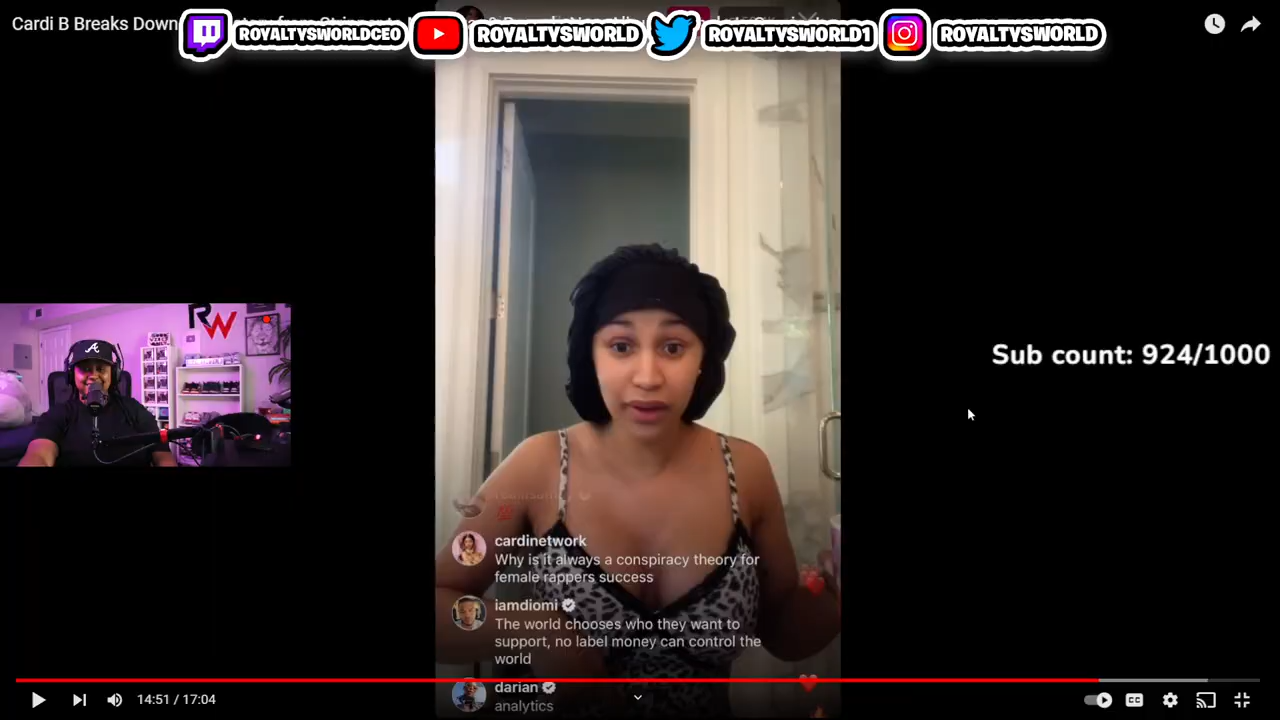 Cardi B Breaks Down
ROYALTYSWORLDCEO
ROYALTYSWORLD
ROYALTYSWORLD1
ROYALTYSWORLD
RW
A
Sub count: 924/1000
cardinetwork
Why is it always a conspiracy theory for
female rappers success
iamdiomi
The world chooses who they want to
support, no label money can control the
world
darian
analytics
14:51 / 17:04
CC